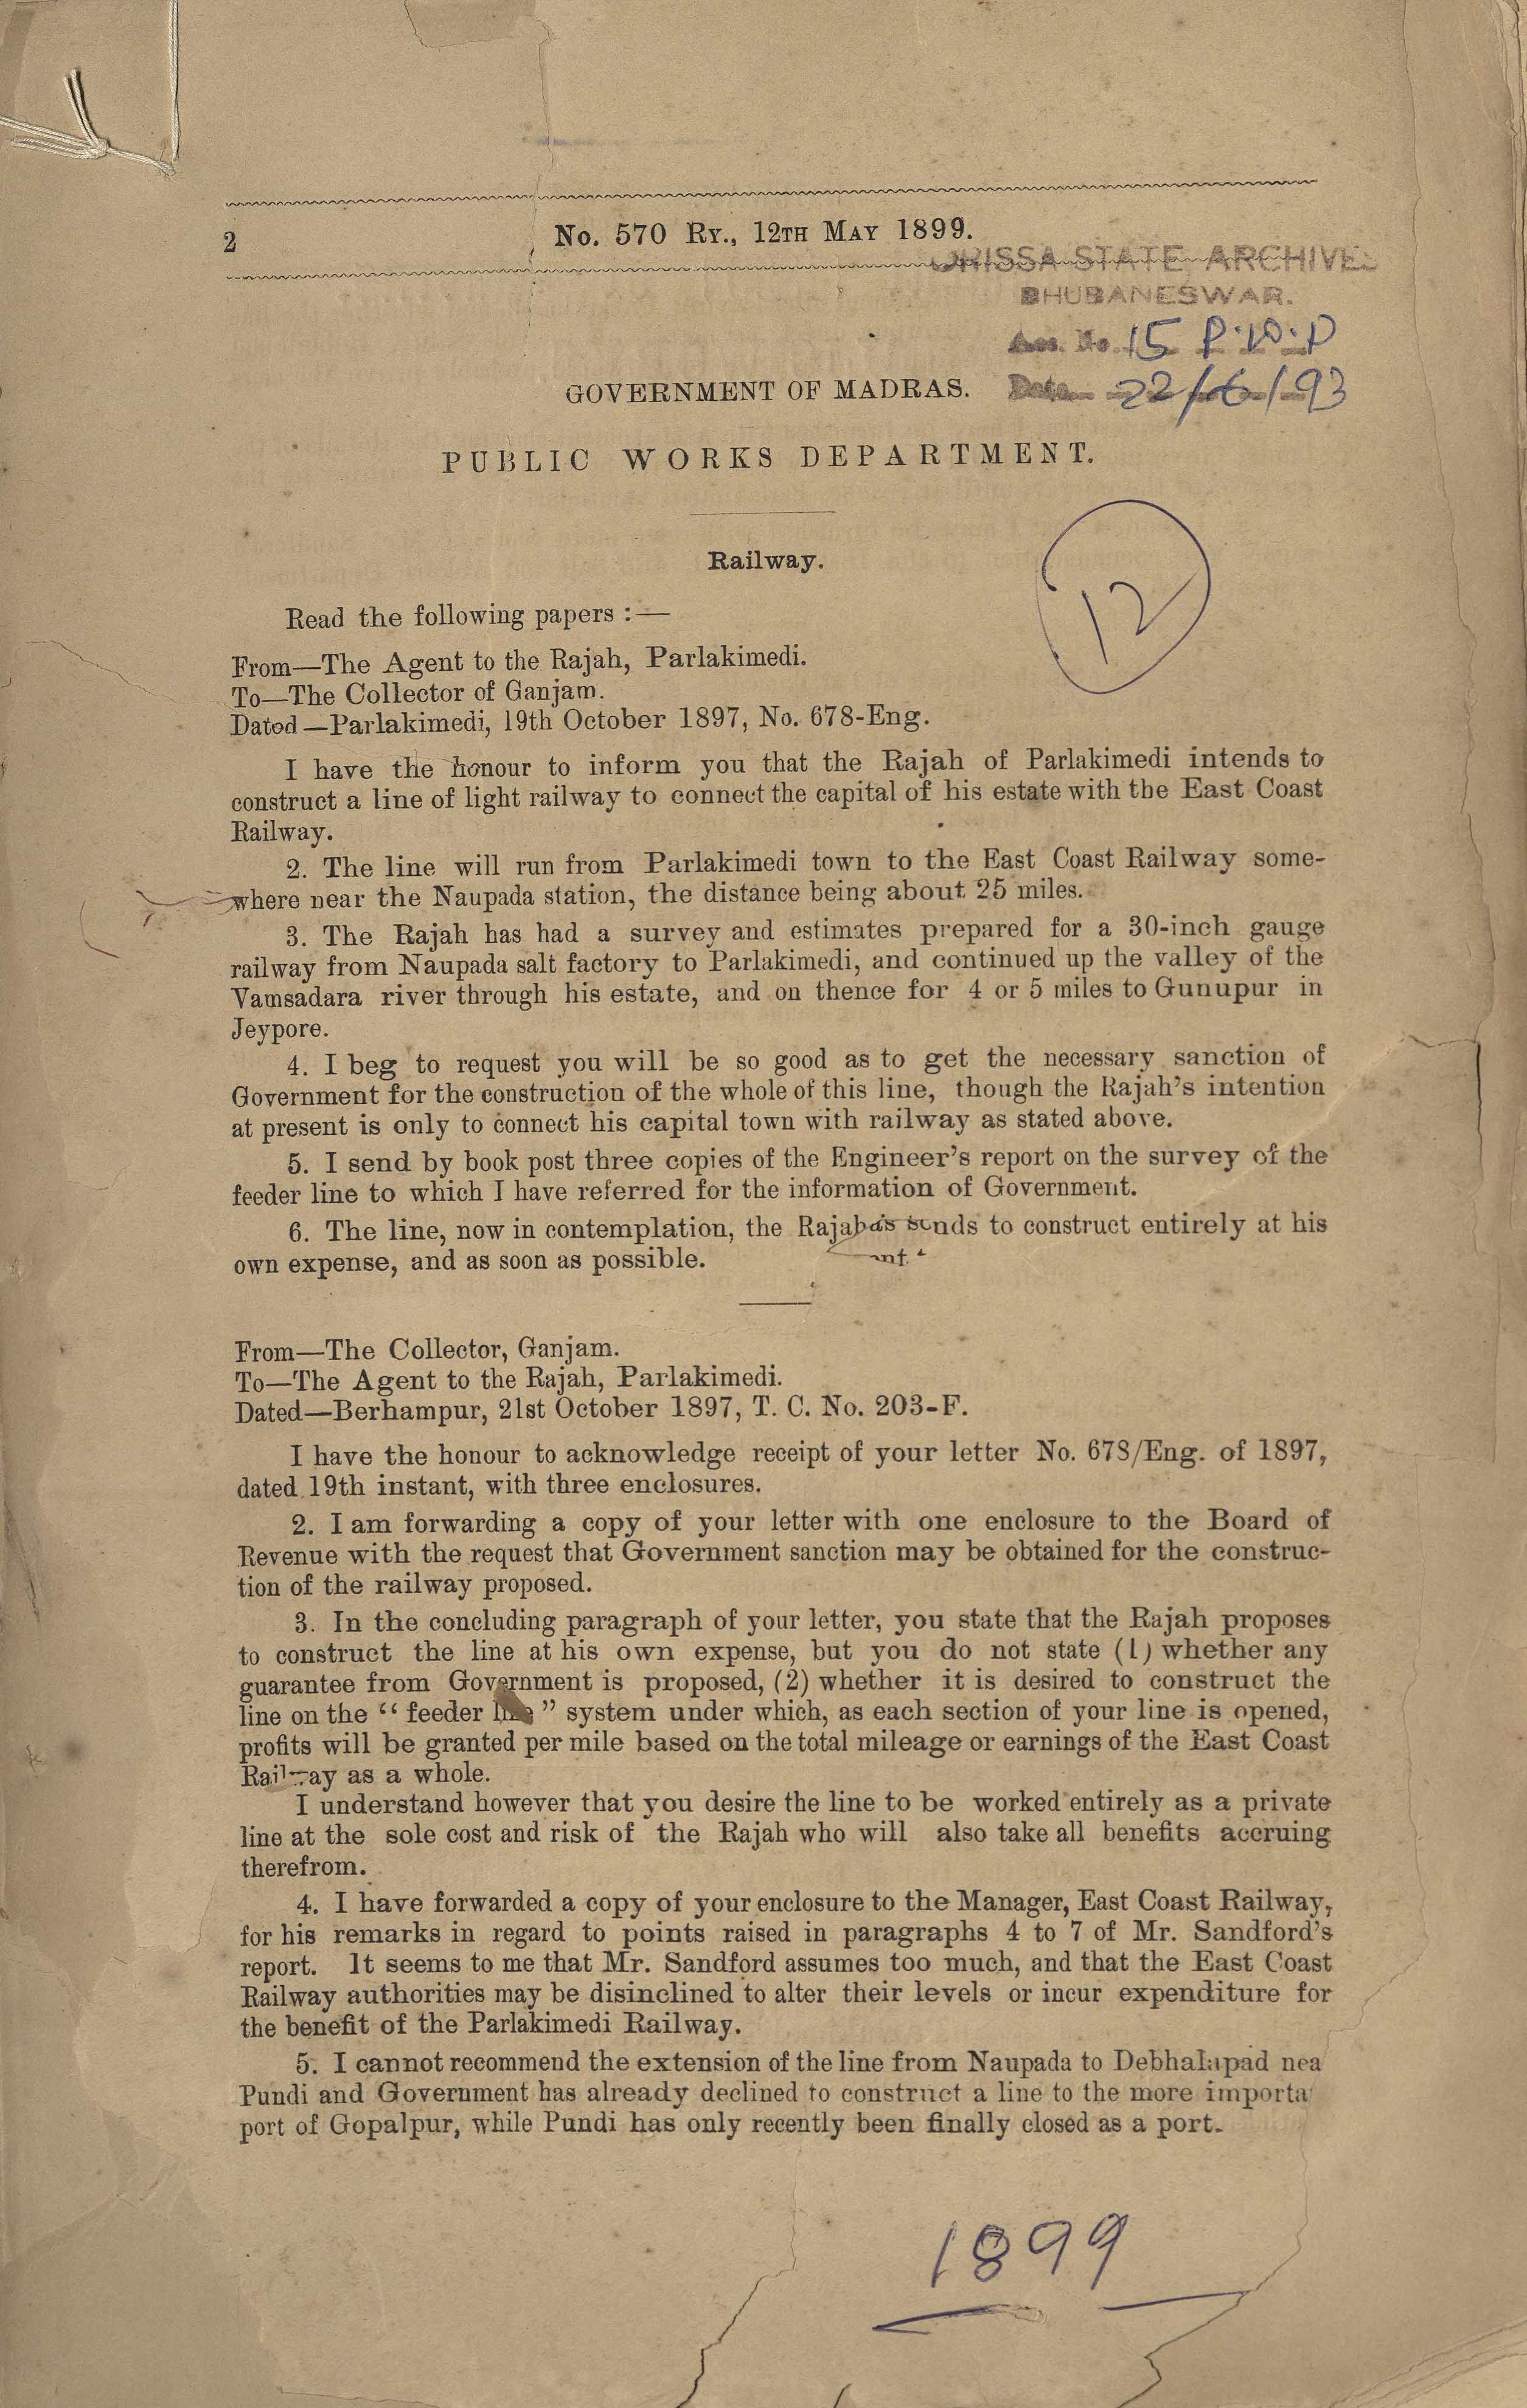 2
No. 570 Ry., 12th May 1899.
ORISSA STATE ARCHIVES
BHUBANESWAR.
Acc. No. 15 P.W.D
Date 22/6/93
GOVERNMENT OF MADRAS.
PUBLIC WORKS DEPARTMENT.
12
Railway.
Read the following papers :—
From—The Agent to the Rajah, Parlakimedi.
To—The Collector of Ganjam.
Dated—Parlakimedi, 19th October 1897, No. 678-Eng.
I have the honour to inform you that the Rajah of Parlakimedi intends to
construct a line of light railway to connect the capital of his estate with the East Coast
Railway.
2. The line will run from Parlakimedi town to the East Coast Railway some-
where near the Naupada station, the distance being about 25 miles.
3. The Rajah has had a survey and estimates prepared for a 30-inch gauge
railway from Naupada salt factory to Parlakimedi, and continued up the valley of the
Vamsadara river through his estate, and on thence for 4 or 5 miles to Gunupur in
Jeypore.
4. I beg to request you will be so good as to get the necessary sanction of
Government for the construction of the whole of this line, though the Rajah's intention
at present is only to connect his capital town with railway as stated above.
5. I send by book post three copies of the Engineer's report on the survey of the
feeder line to which I have referred for the information of Government.
6. The line, now in contemplation, the Rajah to construct entirely at his
own expense, and as soon as possible.
From—The Collector, Ganjam.
To—The Agent to the Rajah, Parlakimedi.
Dated—Berhampur, 21st October 1897, T. C. No. 203-F.
I have the honour to acknowledge receipt of your letter No. 678/Eng. of 1897,
dated 19th instant, with three enclosures.
2. I am forwarding a copy of your letter with one enclosure to the Board of
Revenue with the request that Government sanction may be obtained for the construc-
tion of the railway proposed.
3. In the concluding paragraph of your letter, you state that the Rajah proposes
to construct the line at his own expense, but you do not state (1) whether any
guarantee from Government is proposed, (2) whether it is desired to construct the
line on the “ feeder line ” system under which, as each section of your line is opened,
profits will be granted per mile based on the total mileage or earnings of the East Coast
Railway as a whole.
I understand however that you desire the line to be worked entirely as a private
line at the sole cost and risk of the Rajah who will also take all benefits accruing
therefrom.
4. I have forwarded a copy of your enclosure to the Manager, East Coast Railway,
for his remarks in regard to points raised in paragraphs 4 to 7 of Mr. Sandford's
report. It seems to me that Mr. Sandford assumes too much, and that the East Coast
Railway authorities may be disinclined to alter their levels or incur expenditure for
the benefit of the Parlakimedi Railway.
5. I cannot recommend the extension of the line from Naupada to Debhalapad nea
Pundi and Government has already declined to construct a line to the more importa
port of Gopalpur, while Pundi has only recently been finally closed as a port.
1899